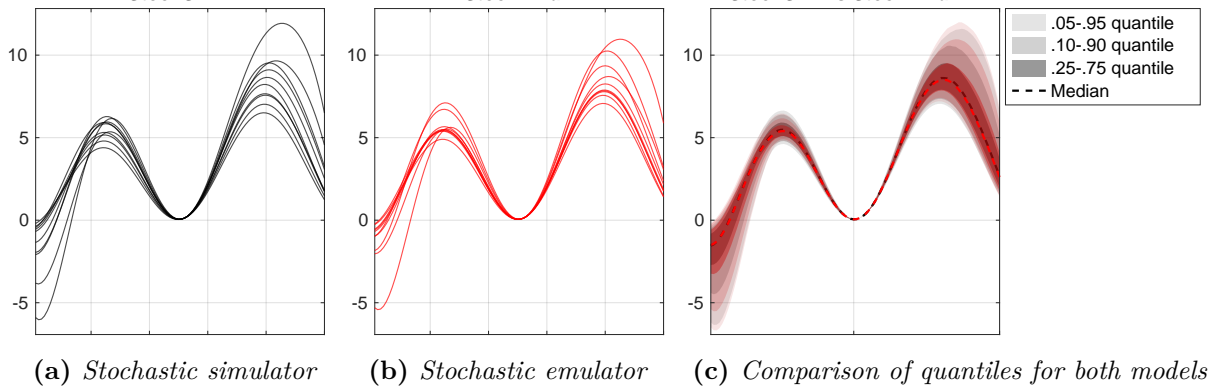 10
5
0
-5
10
5
0
-5
10
5
0
-5
.05-.95 quantile
.10-.90 quantile
.25-.75 quantile
Median
(a) Stochastic simulator
(b) Stochastic emulator
(c) Comparison of quantiles for both models